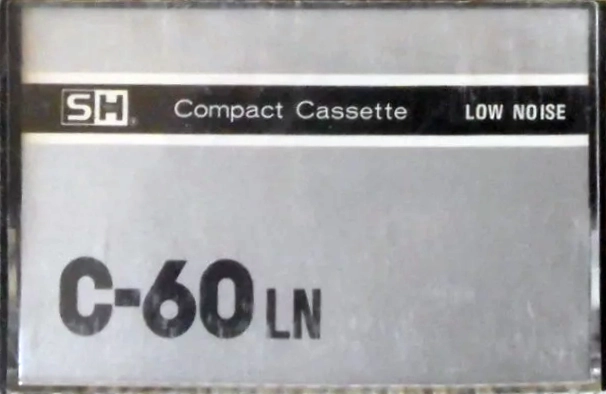 SH® Compact Cassette LOW NOISE
C-60 LN